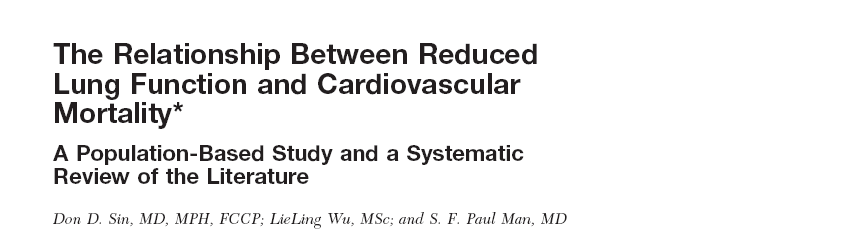 The Relationship Between Reduced
Lung Function and Cardiovascular
Mortality*
A Population-Based Study and a Systematic
Review of the Literature
Don D. Sin, MD, MPH, FCCP; LieLing Wu, MSc; and S. F. Paul Man, MD